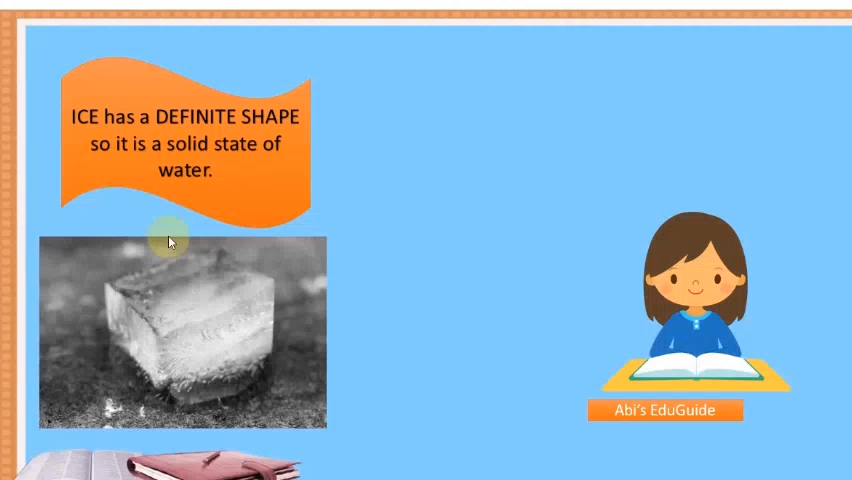 ICE has a DEFINITE SHAPE
so it is a solid state of
water.
Abi's EduGuide